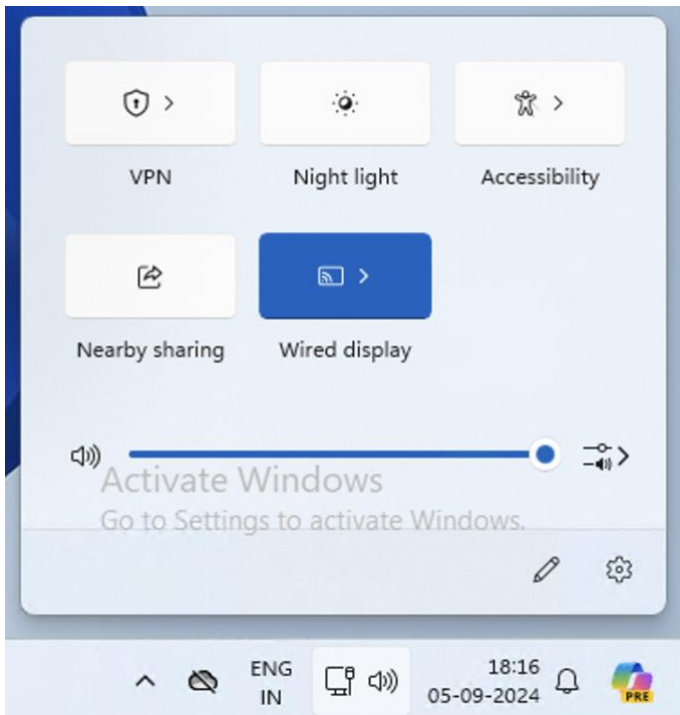 VPN
Night light
Accessibility
Nearby sharing
Wired display
Activate Windows
Go to Settings to activate Windows.
ENG
IN
18:16
05-09-2024
PRE